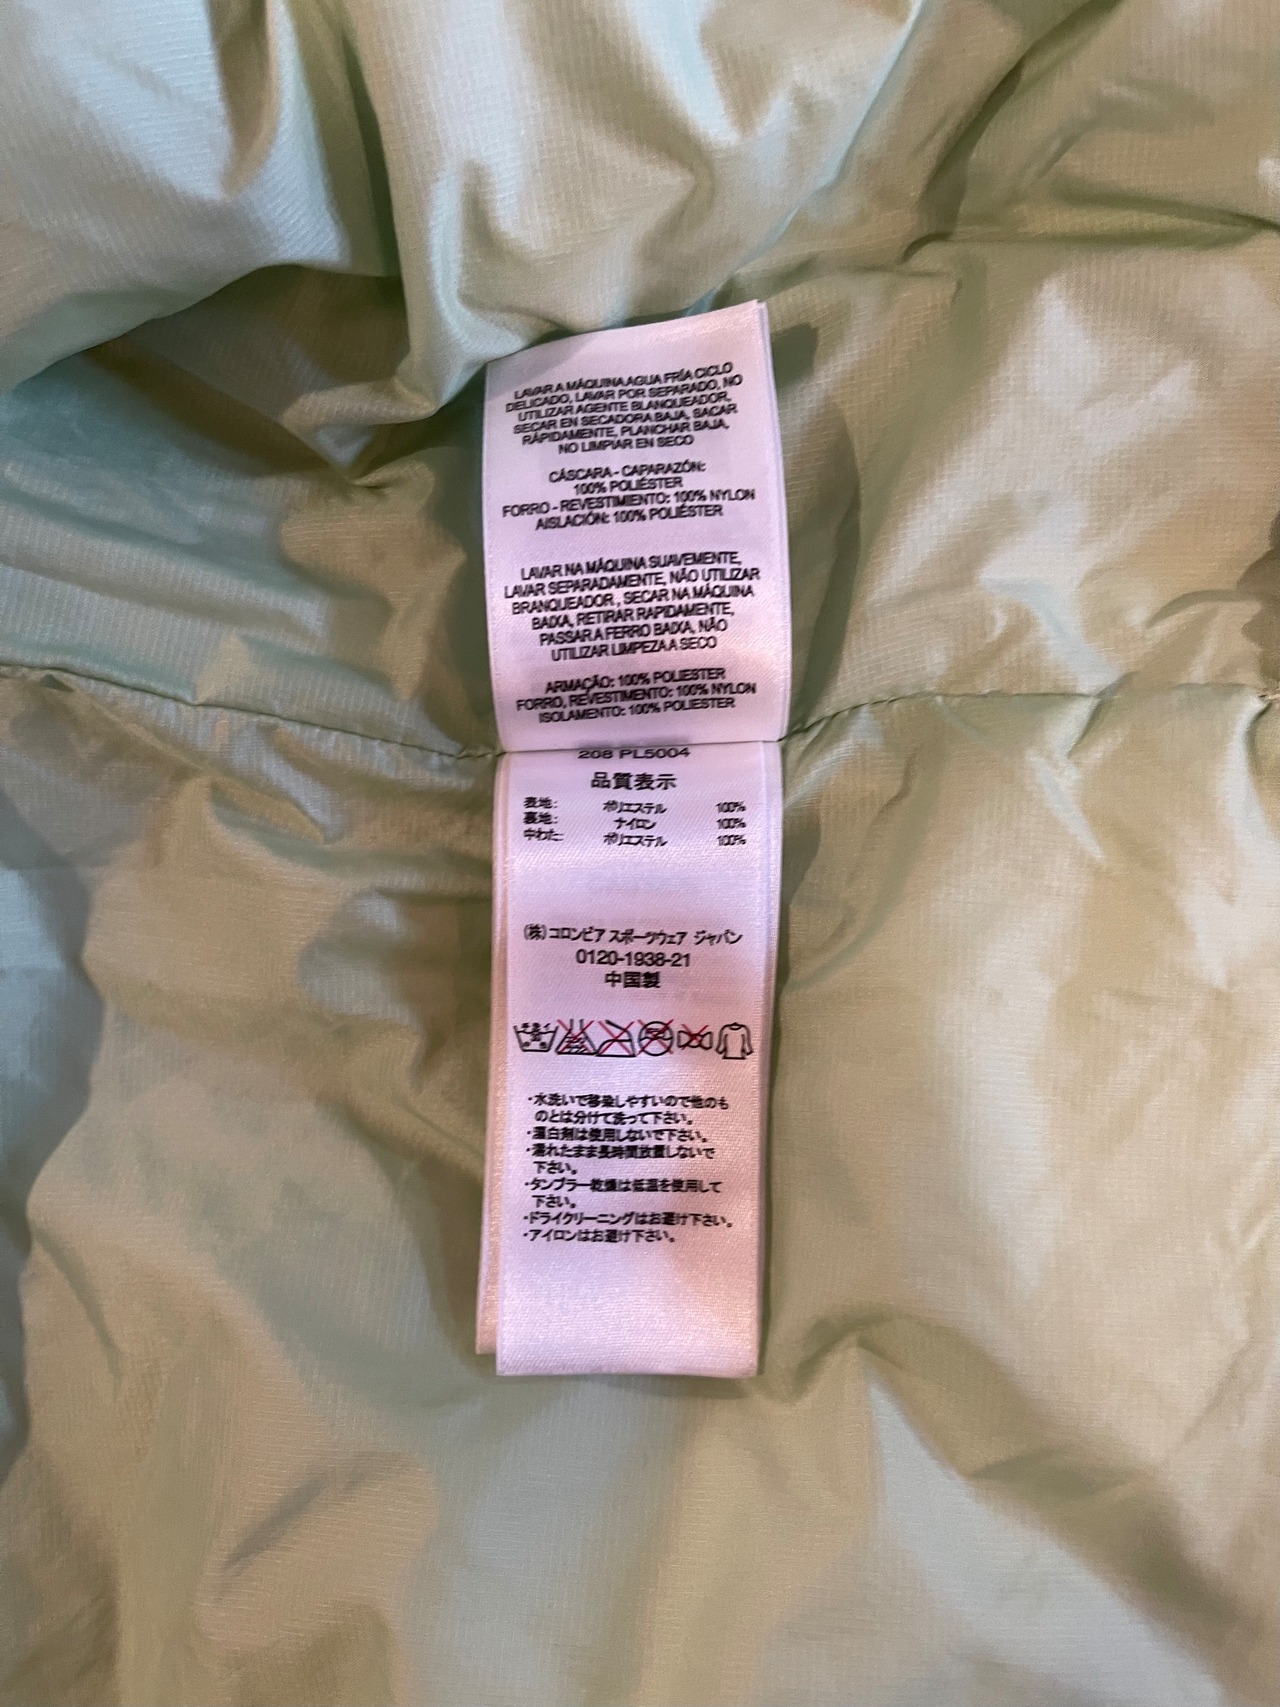 LAVAR A MÁQUINA AGUA FRÍA CICLO
DELICADO, LAVAR POR SEPARADO, NO
UTILIZAR AGENTE BLANQUEADOR,
SECAR EN SECADORA BAJA, SACAR
RÁPIDAMENTE, PLANCHAR BAJA,
NO LIMPIAR EN SECO
CÁSCARA - CAPARAZÓN:
100% POLIÉSTER
FORRO - REVESTIMIENTO: 100% NYLON
AISLACIÓN: 100% POLIÉSTER
LAVAR NA MÁQUINA SUAVEMENTE,
LAVAR SEPARADAMENTE, NÃO UTILIZAR
BRANQUEADOR, SECAR NA MÁQUINA
BAIXA, RETIRAR RAPIDAMENTE,
PASSAR A FERRO BAIXA, NÃO
UTILIZAR LIMPEZA A SECO
ARMAÇÃO: 100% POLIESTER
FORRO, REVESTIMENTO: 100% NYLON
ISOLAMENTO: 100% POLIESTER
208 PL5004
品質表示
表地: ポリエステル 100%
裏地: ナイロン 100%
中わた: ポリエステル 100%
(株)コロンビア スポーツウェア ジャパン
0120-1938-21
中国製
・水洗いで移染しやすいので他のも
のとは分けて洗って下さい。
・漂白剤は使用しないで下さい。
・濡れたまま長時間放置しないで
下さい。
・タンブラー乾燥は低温を使用して
下さい。
・ドライクリーニングはお避け下さい。
・アイロンはお避け下さい。